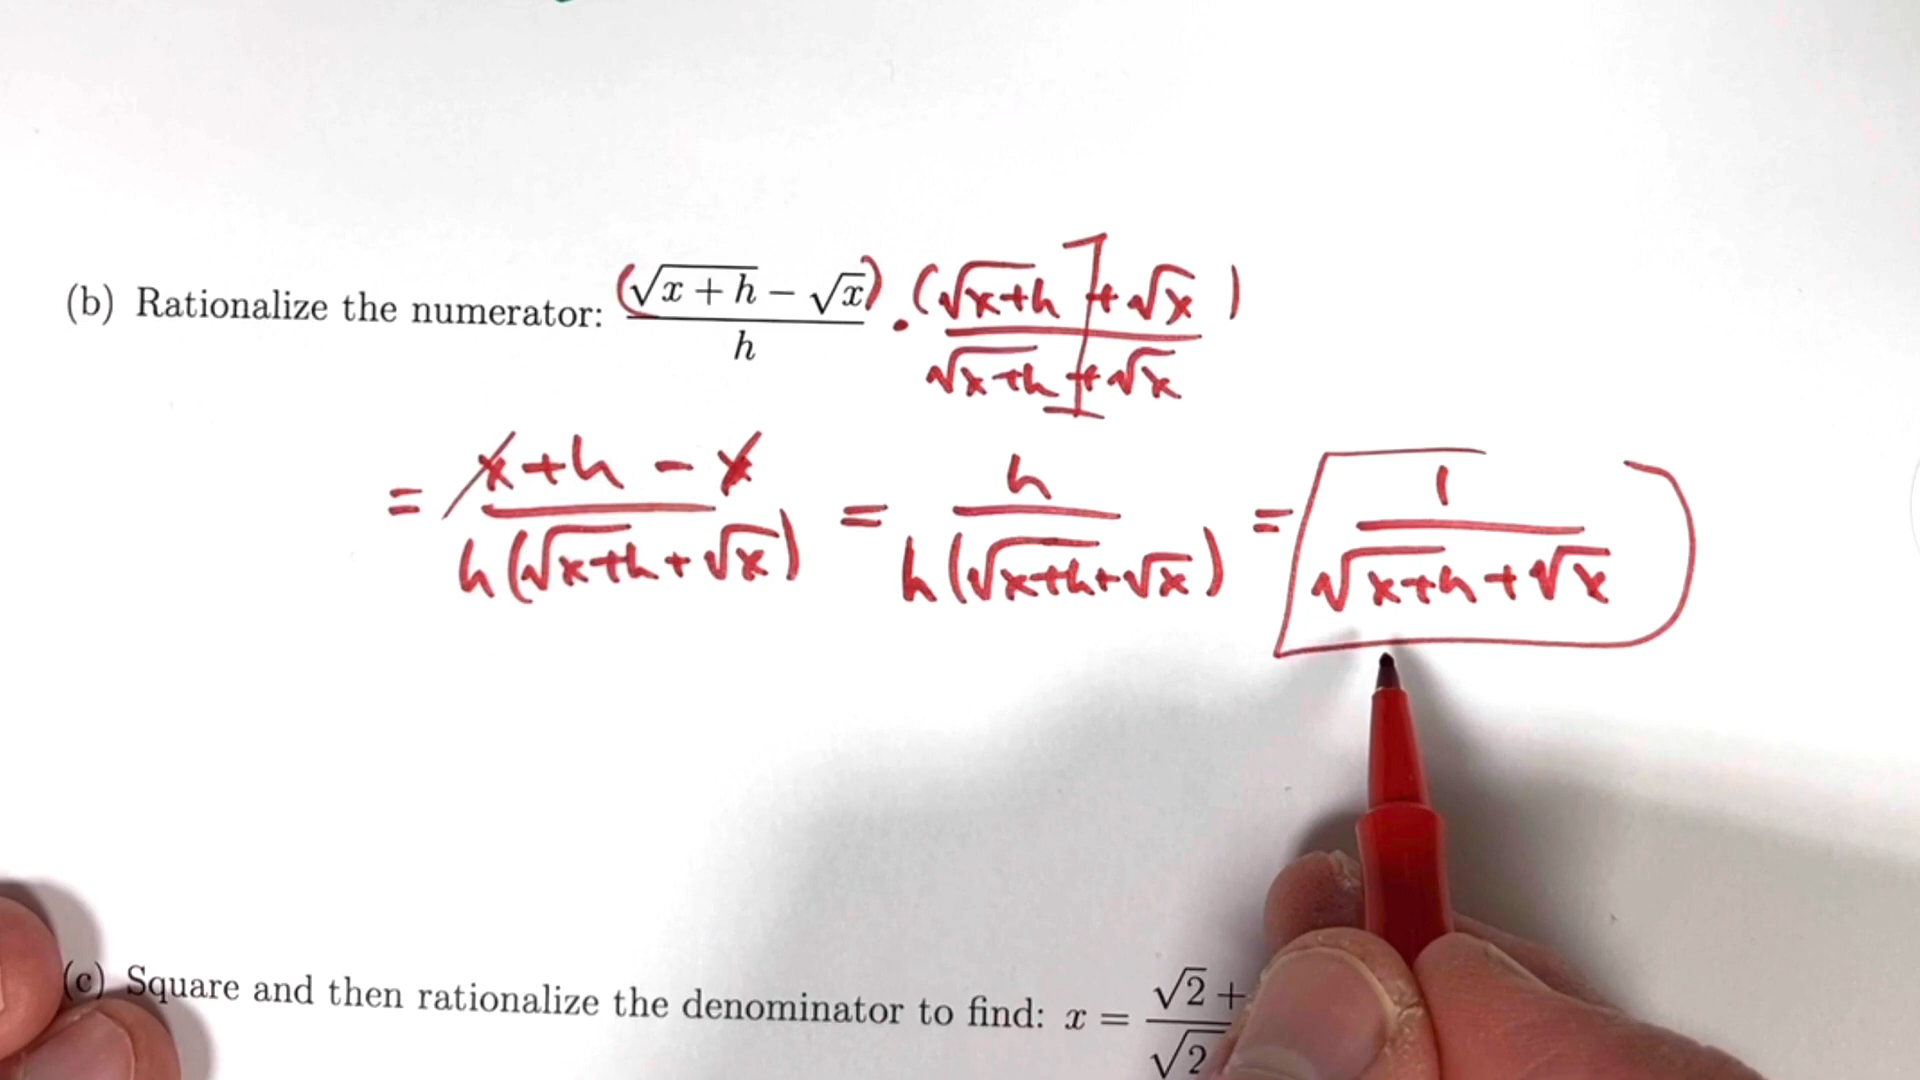 (b) Rationalize the numerator: (√(x + h) − √x)/h · (√(x+h) + √x)/(√(x+h) + √x)
= (x+h − x)/(h(√(x+h) + √x)) = h/(h(√(x+h) + √x)) = 1/(√(x+h) + √x)
(c) Square and then rationalize the denominator to find: x = (√2 +)/(√2)